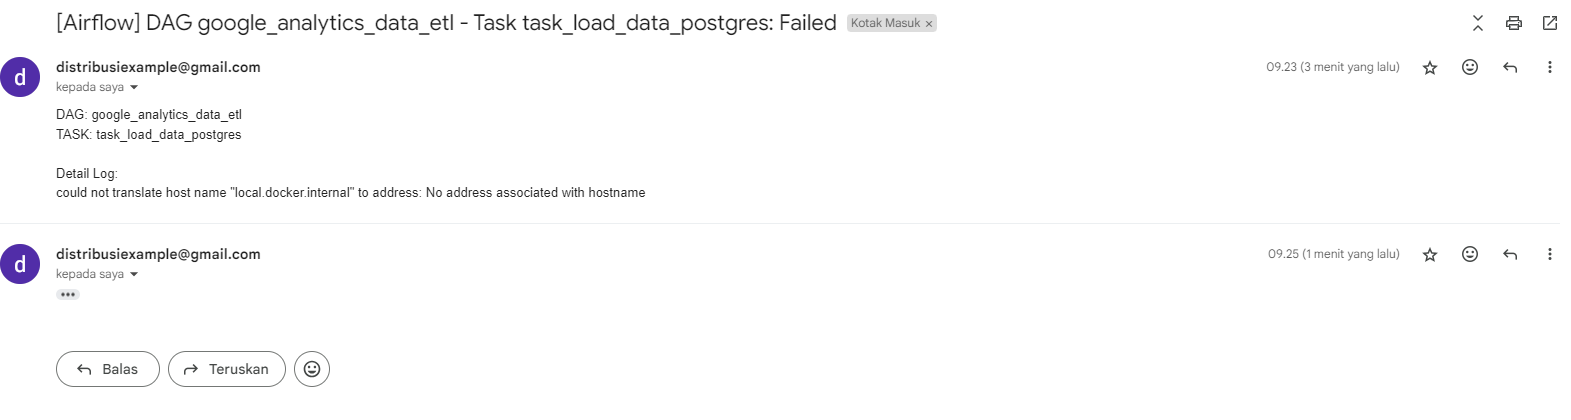 [Airflow] DAG google_analytics_data_etl - Task task_load_data_postgres: Failed Kotak Masuk ×
d
distribusiexample@gmail.com 09.23 (3 menit yang lalu)
kepada saya
DAG: google_analytics_data_etl
TASK: task_load_data_postgres
Detail Log:
could not translate host name "local.docker.internal" to address: No address associated with hostname
d
distribusiexample@gmail.com 09.25 (1 menit yang lalu)
kepada saya
Balas Teruskan